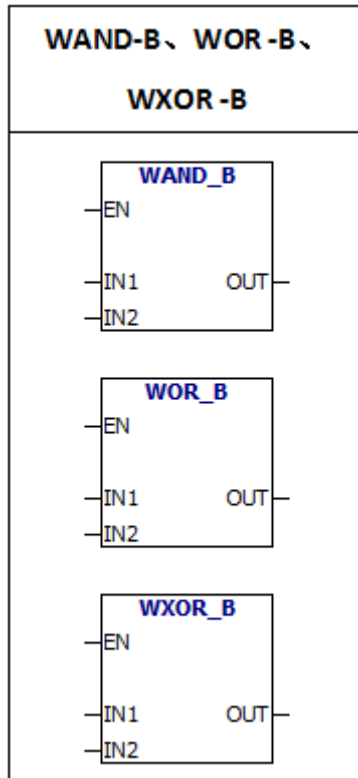 WAND-B、WOR-B、
WXOR-B
WAND_B
EN
IN1 OUT
IN2
WOR_B
EN
IN1 OUT
IN2
WXOR_B
EN
IN1 OUT
IN2